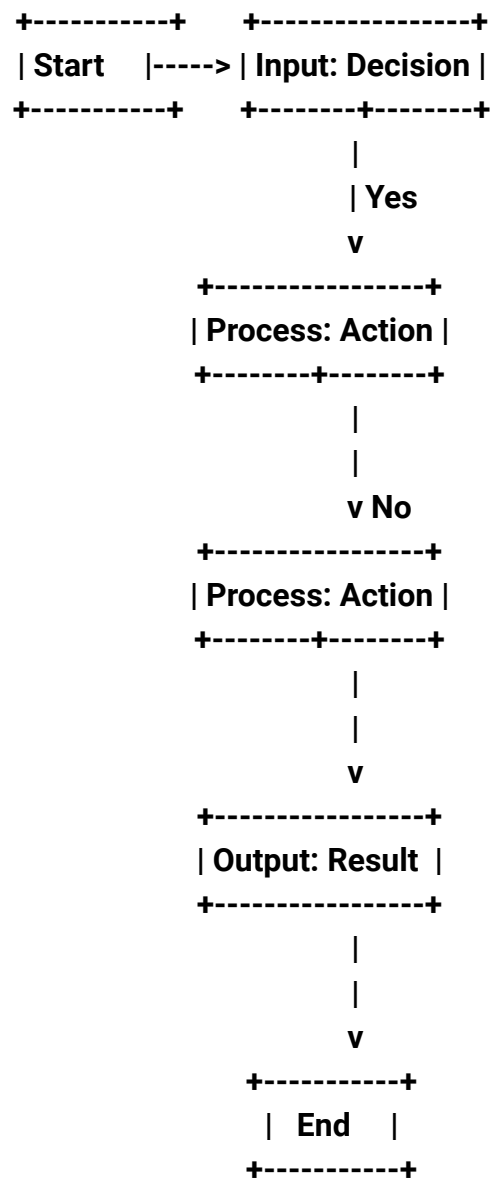 +-----------+ +-----------------+
| Start |-----> | Input: Decision |
+-----------+ +--------+--------+
|
| Yes
v
+-----------------+
| Process: Action |
+--------+--------+
|
|
v No
+-----------------+
| Process: Action |
+--------+--------+
|
|
v
+-----------------+
| Output: Result |
+-----------------+
|
|
v
+-----------+
| End |
+-----------+